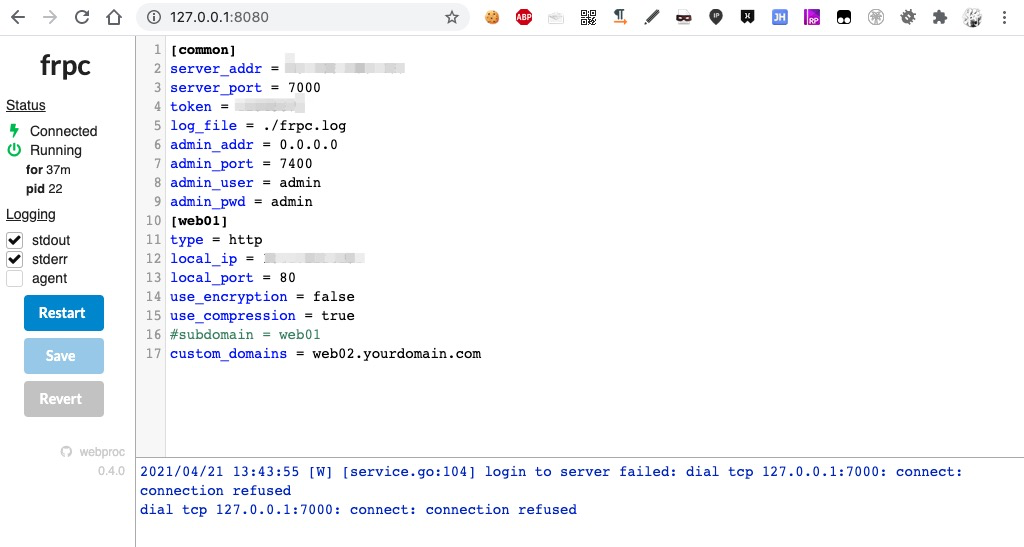 127.0.0.1:8080
frpc
Status
Connected
Running
for 37m
pid 22
Logging
stdout
stderr
agent
Restart
Save
Revert
webproc
0.4.0
1 [common]
2 server_addr =
3 server_port = 7000
4 token =
5 log_file = ./frpc.log
6 admin_addr = 0.0.0.0
7 admin_port = 7400
8 admin_user = admin
9 admin_pwd = admin
10 [web01]
11 type = http
12 local_ip =
13 local_port = 80
14 use_encryption = false
15 use_compression = true
16 #subdomain = web01
17 custom_domains = web02.yourdomain.com
2021/04/21 13:43:55 [W] [service.go:104] login to server failed: dial tcp 127.0.0.1:7000: connect:
connection refused
dial tcp 127.0.0.1:7000: connect: connection refused
ABP
IP
JH
RP